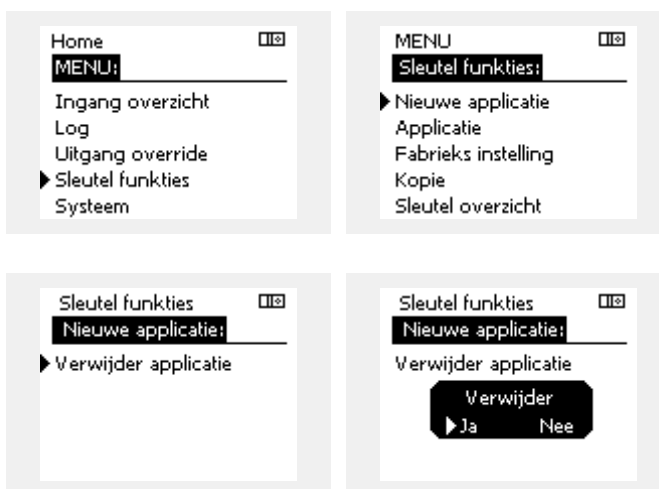 Home
MENU:
Ingang overzicht
Log
Uitgang override
Sleutel funkties
Systeem
MENU
Sleutel funkties:
Nieuwe applicatie
Applicatie
Fabrieks instelling
Kopie
Sleutel overzicht
Sleutel funkties
Nieuwe applicatie:
Verwijder applicatie
Sleutel funkties
Nieuwe applicatie:
Verwijder applicatie
Verwijder
Ja Nee